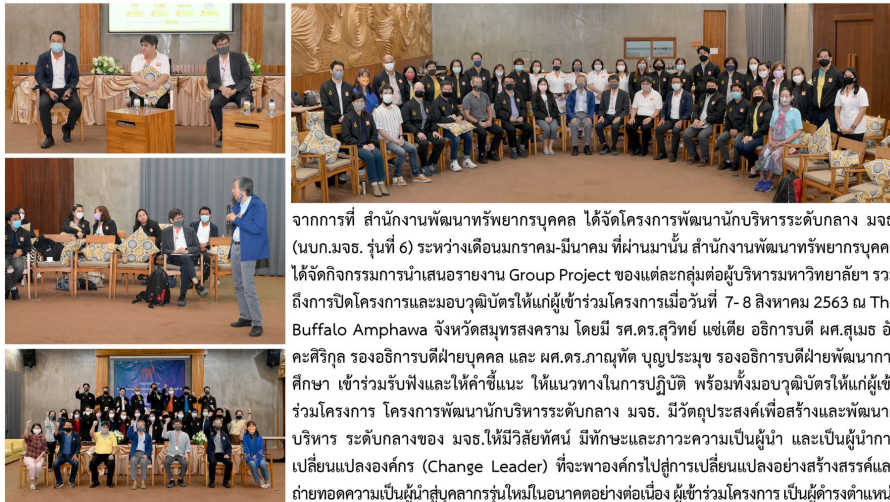 จากการที่ สำนักงานพัฒนาทรัพยากรบุคคล ได้จัดโครงการพัฒนานักบริหารระดับกลาง มจธ.
(นบก.มจธ. รุ่นที่ 6) ระหว่างเดือนมกราคม-มีนาคม ที่ผ่านมานั้น สำนักงานพัฒนาทรัพยากรบุคคล
ได้จัดกิจกรรมการนำเสนอรายงาน Group Project ของแต่ละกลุ่มต่อผู้บริหารมหาวิทยาลัยฯ รวม
ถึงการปิดโครงการและมอบวุฒิบัตรให้แก่ผู้เข้าร่วมโครงการเมื่อวันที่ 7- 8 สิงหาคม 2563 ณ Th
Buffalo Amphawa จังหวัดสมุทรสงคราม โดยมี รศ.ดร.สุวิทย์ แซ่เตีย อธิการบดี ผศ.สุเมธ อั
คะศิริกุล รองอธิการบดีฝ่ายบุคคล และ ผศ.ดร.ภาณุทัต บุญประมุข รองอธิการบดีฝ่ายพัฒนากา
ศึกษา เข้าร่วมรับฟังและให้คำชี้แนะ ให้แนวทางในการปฏิบัติ พร้อมทั้งมอบวุฒิบัตรให้แก่ผู้เข้า
ร่วมโครงการ โครงการพัฒนานักบริหารระดับกลาง มจธ. มีวัตถุประสงค์เพื่อสร้างและพัฒนา
บริหาร ระดับกลางของ มจธ.ให้มีวิสัยทัศน์ มีทักษะและภาวะความเป็นผู้นำ และเป็นผู้นำกา
เปลี่ยนแปลงองค์กร (Change Leader) ที่จะพาองค์กรไปสู่การเปลี่ยนแปลงอย่างสร้างสรรค์แล
ถ่ายทอดความเป็นผู้นำสู่บุคลากรรุ่นใหม่ในอนาคตอย่างต่อเนื่อง ผู้เข้าร่วมโครงการ เป็นผู้ดำรงตำแหน่